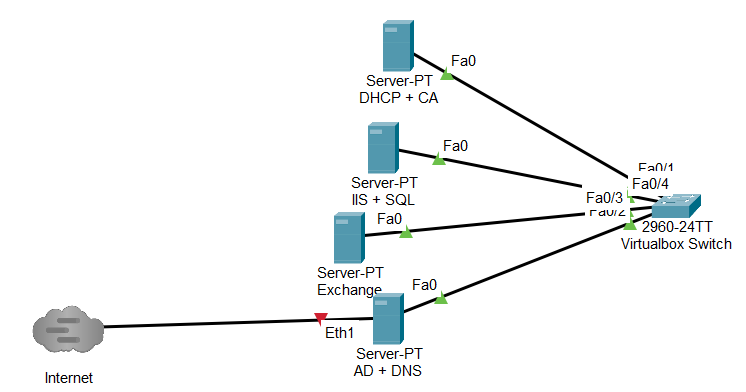 Fa0
Server-PT
DHCP + CA
Fa0
Server-PT
IIS + SQL
Fa0/1
Fa0/4
Fa0/3
Fa0/2
2960-24TT
Virtualbox Switch
Fa0
Server-PT
Exchange
Fa0
Eth1
Server-PT
AD + DNS
Internet